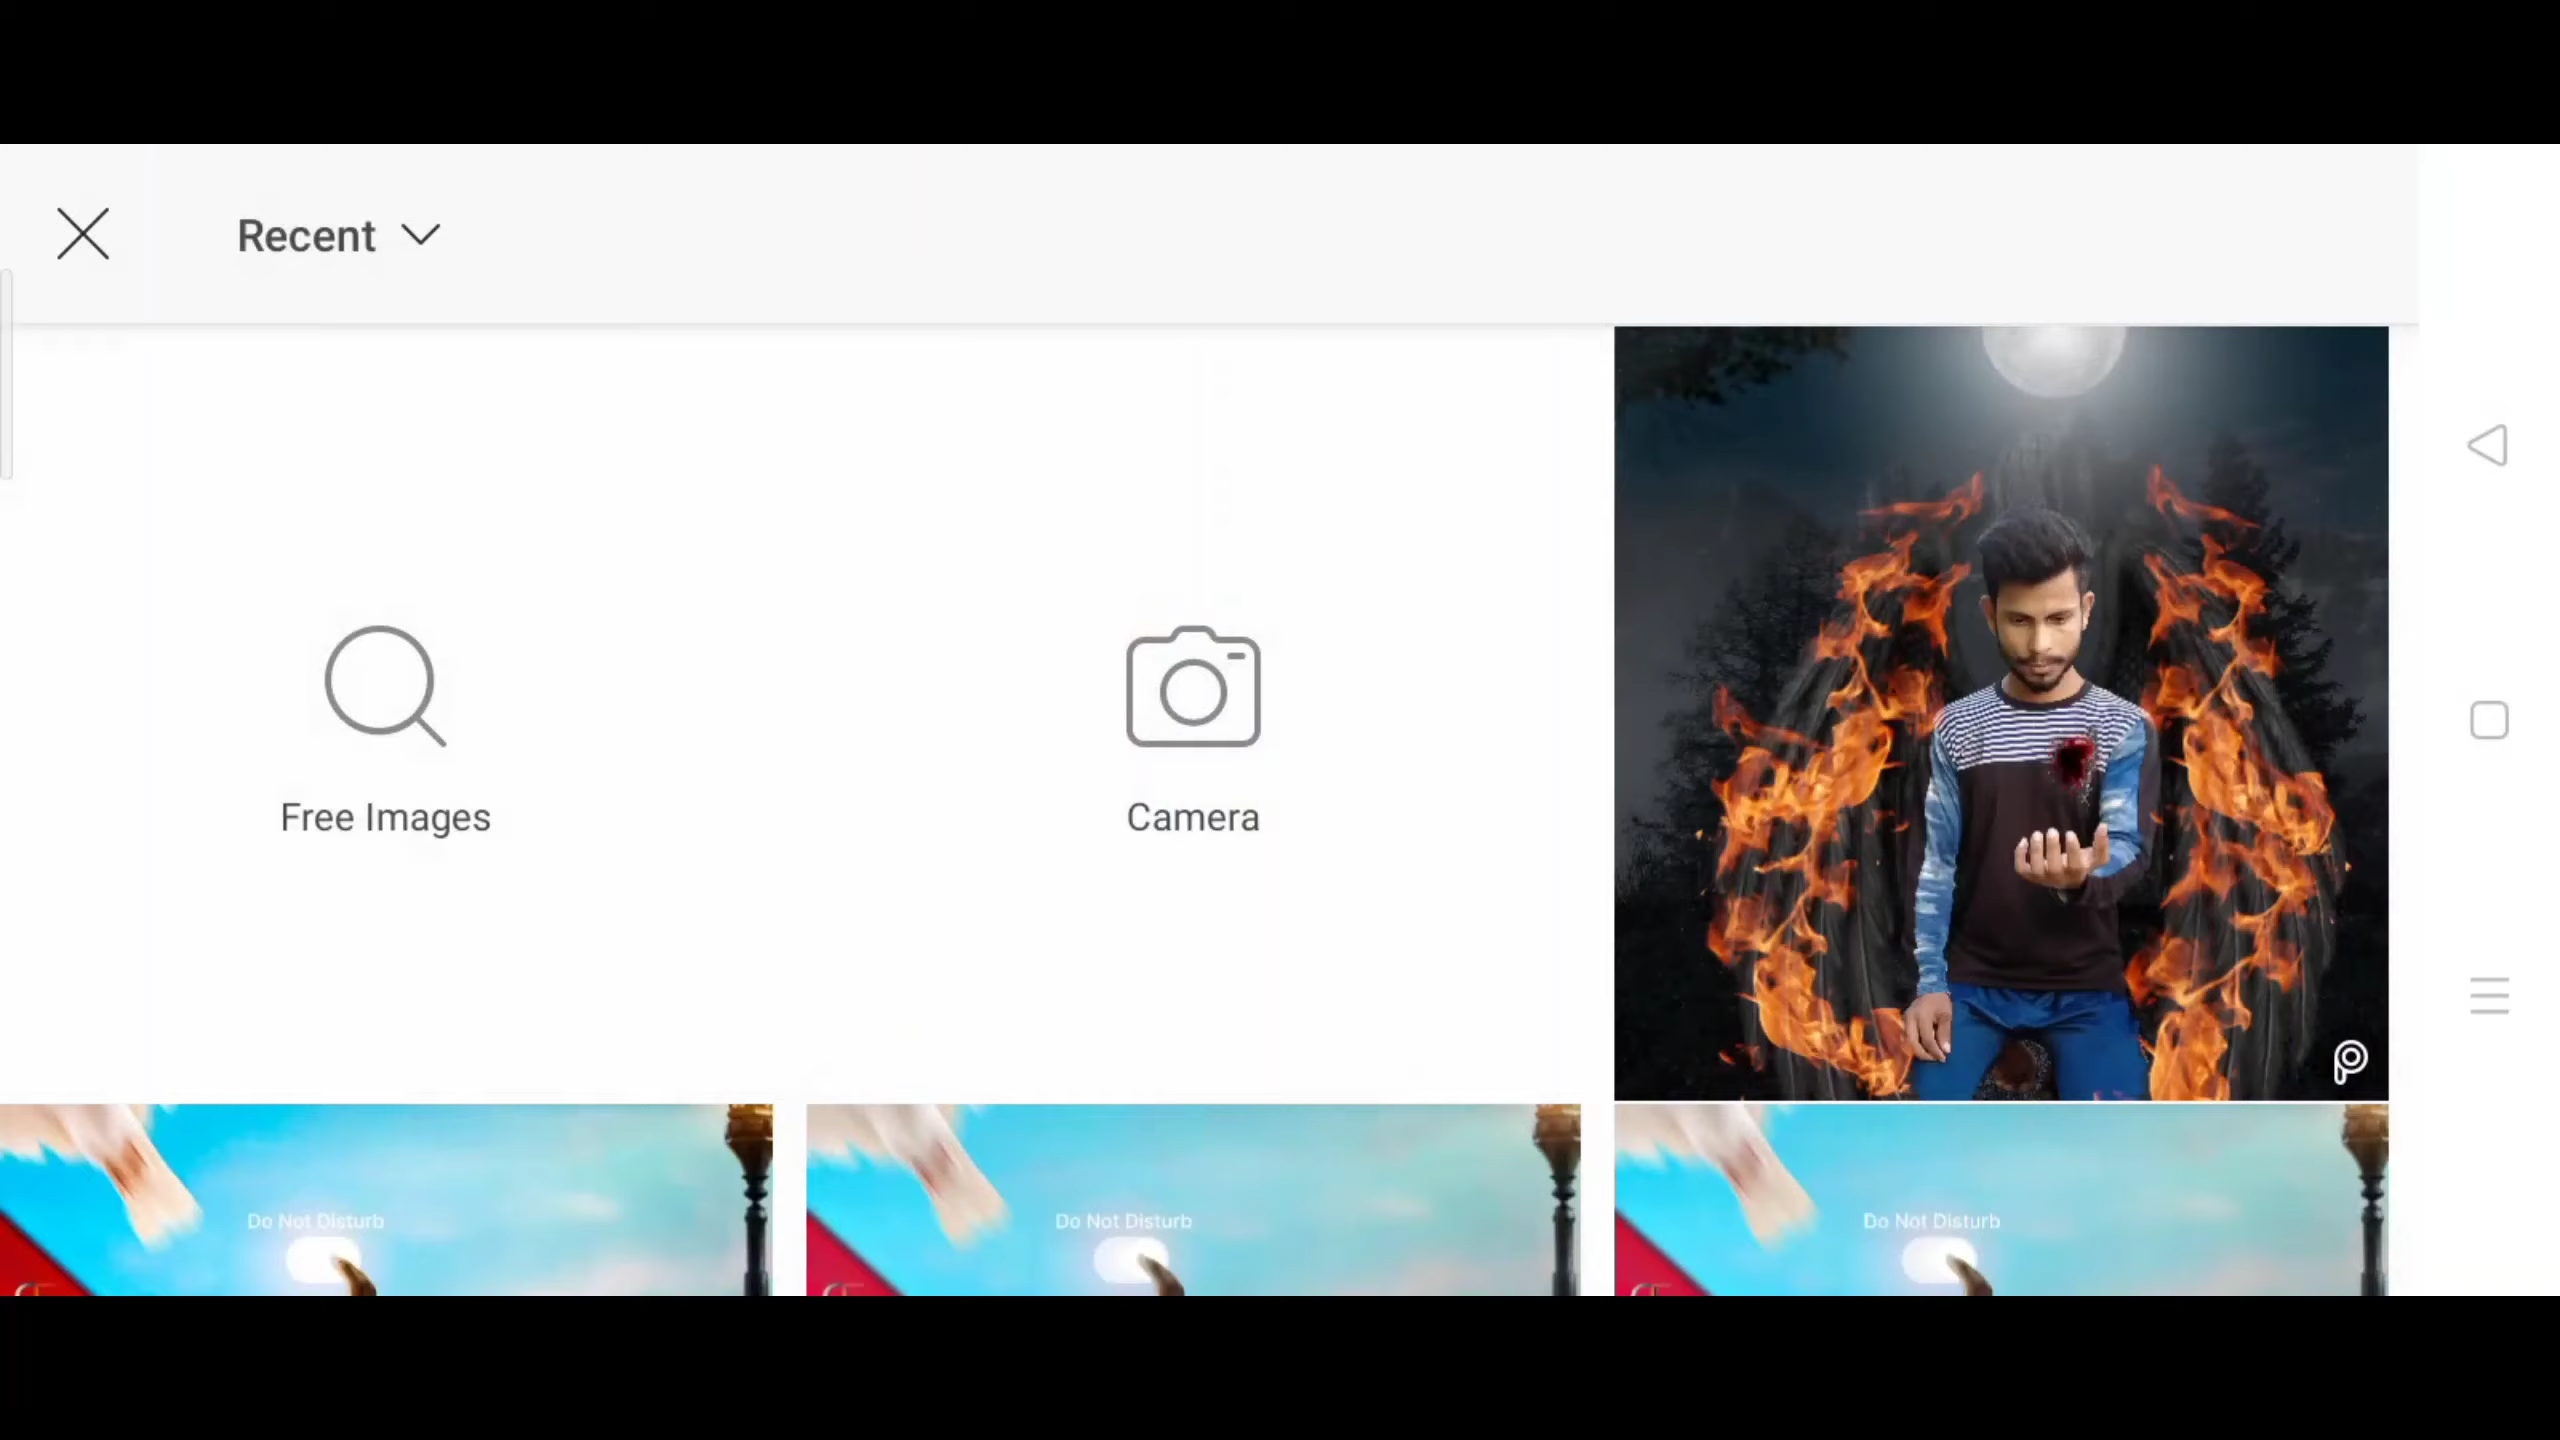 Recent
Free Images
Camera
Do Not Disturb
Do Not Disturb
Do Not Disturb